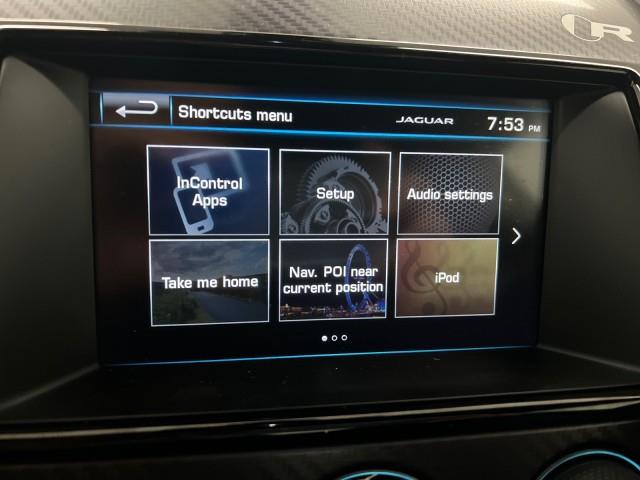 R
Shortcuts menu
JAGUAR
7:53 PM
InControl
Apps
Setup
Audio settings
Take me home
Nav. POI near
current position
iPod